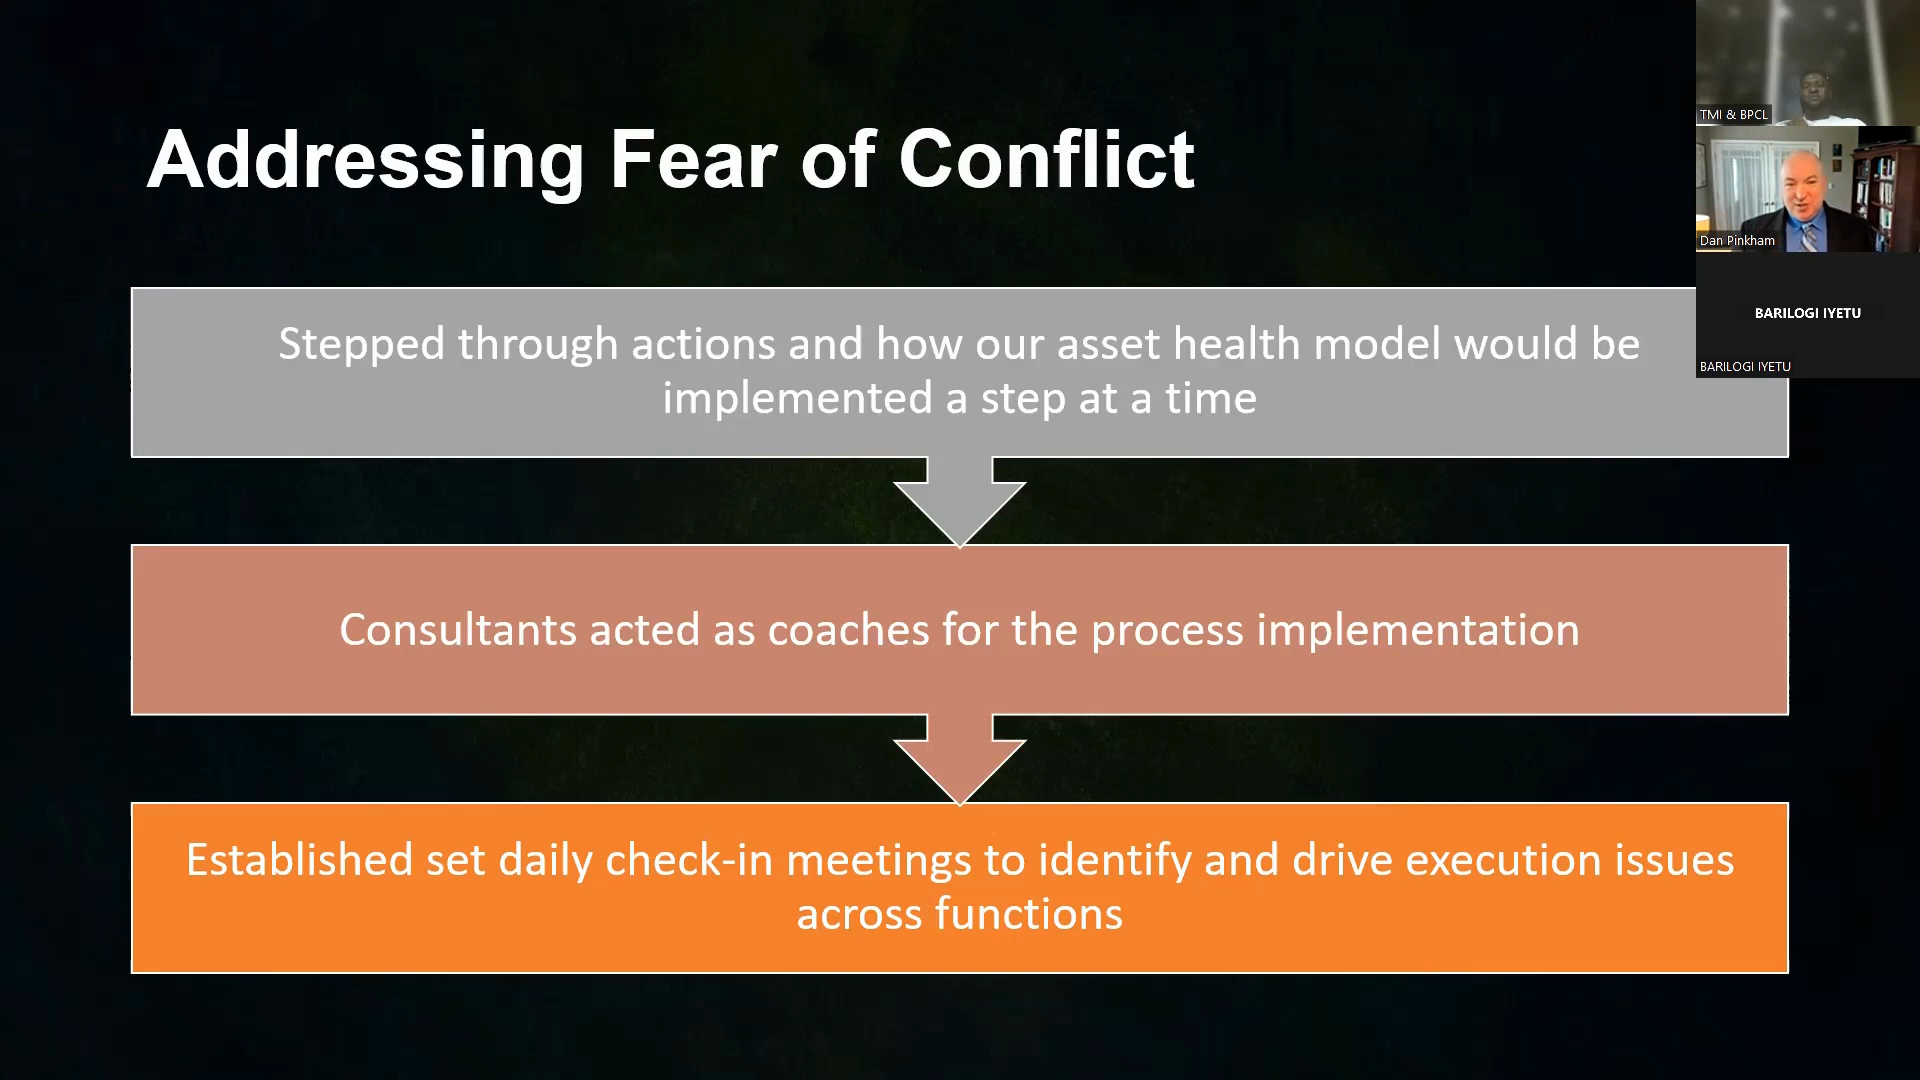 Addressing Fear of Conflict
Stepped through actions and how our asset health model would be
implemented a step at a time
Consultants acted as coaches for the process implementation
Established set daily check-in meetings to identify and drive execution issues
across functions
TMI & BPCL
Dan Pinkham
BARILOGI IYETU
BARILOGI IYETU